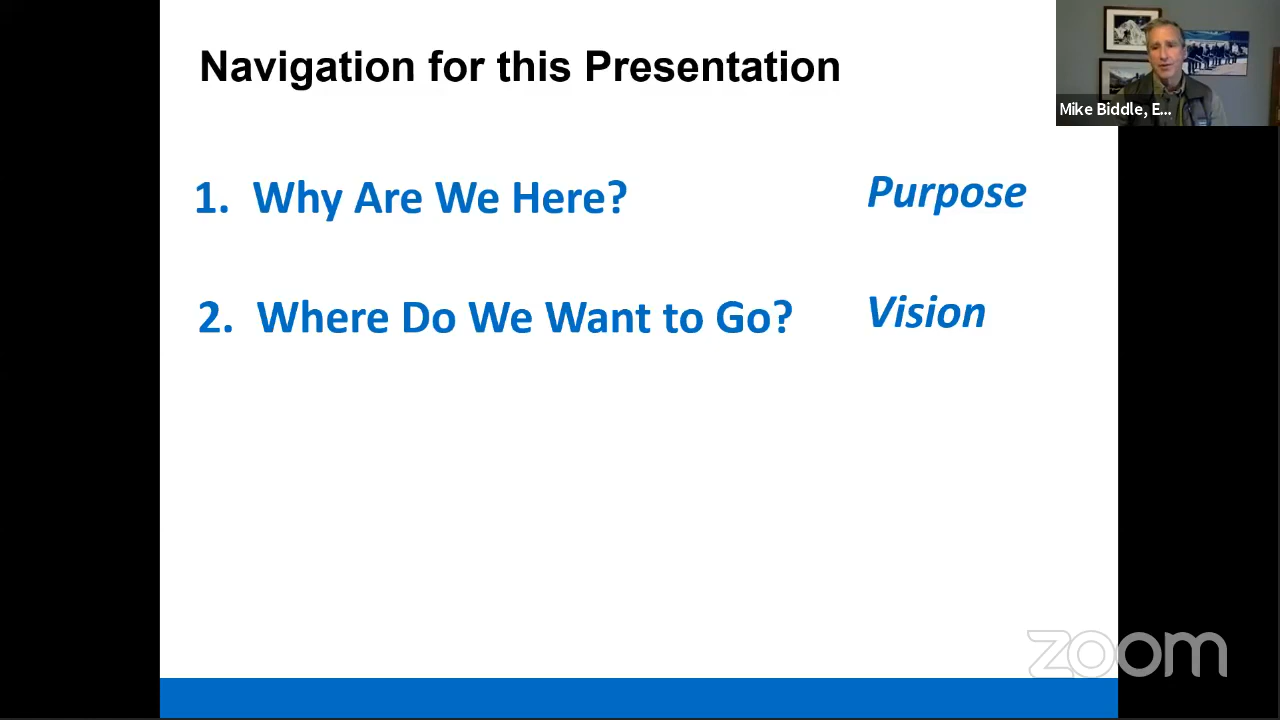 Navigation for this Presentation
Mike Biddle, E...
1. Why Are We Here? Purpose
2. Where Do We Want to Go? Vision
zoom